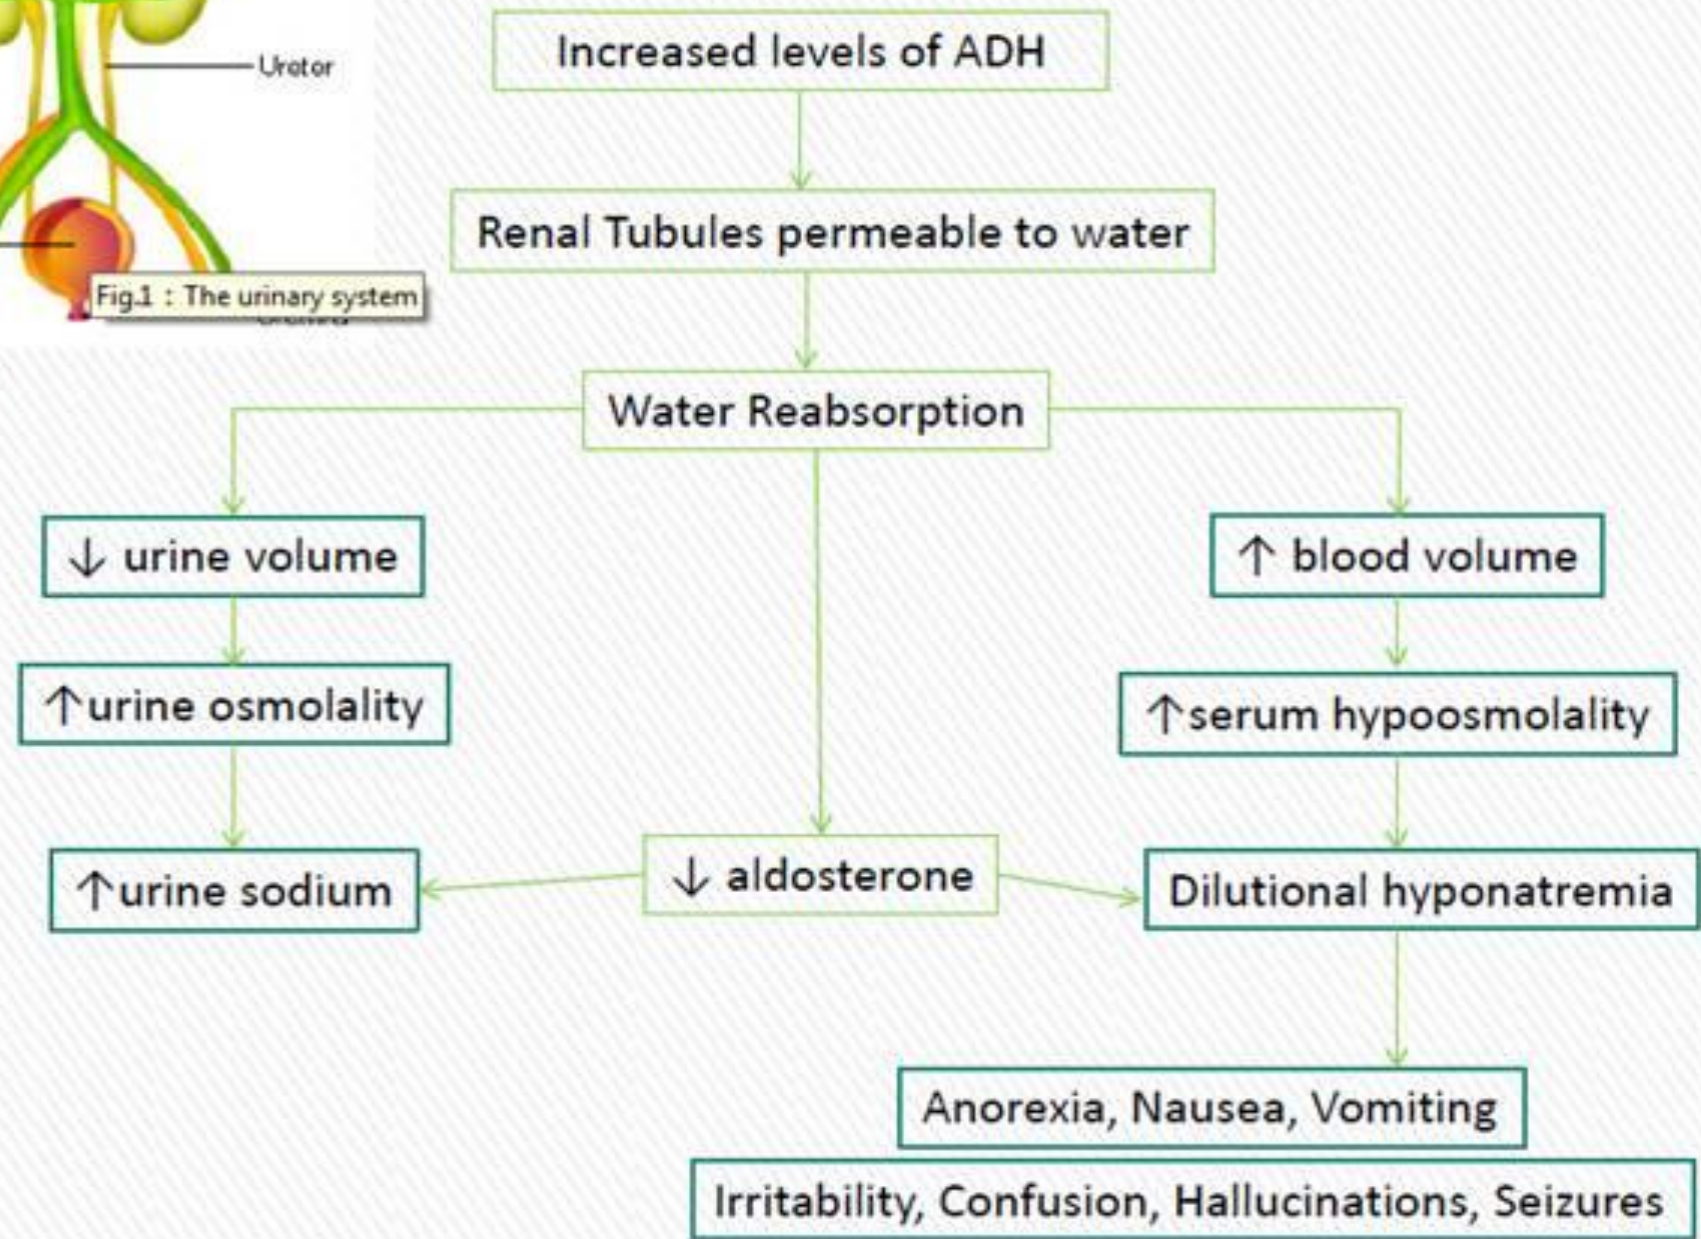 Ureter
Fig.1 : The urinary system
Increased levels of ADH
Renal Tubules permeable to water
Water Reabsorption
↓ urine volume
↑ blood volume
↑urine osmolality
↑serum hypoosmolality
↑urine sodium
↓ aldosterone
Dilutional hyponatremia
Anorexia, Nausea, Vomiting
Irritability, Confusion, Hallucinations, Seizures